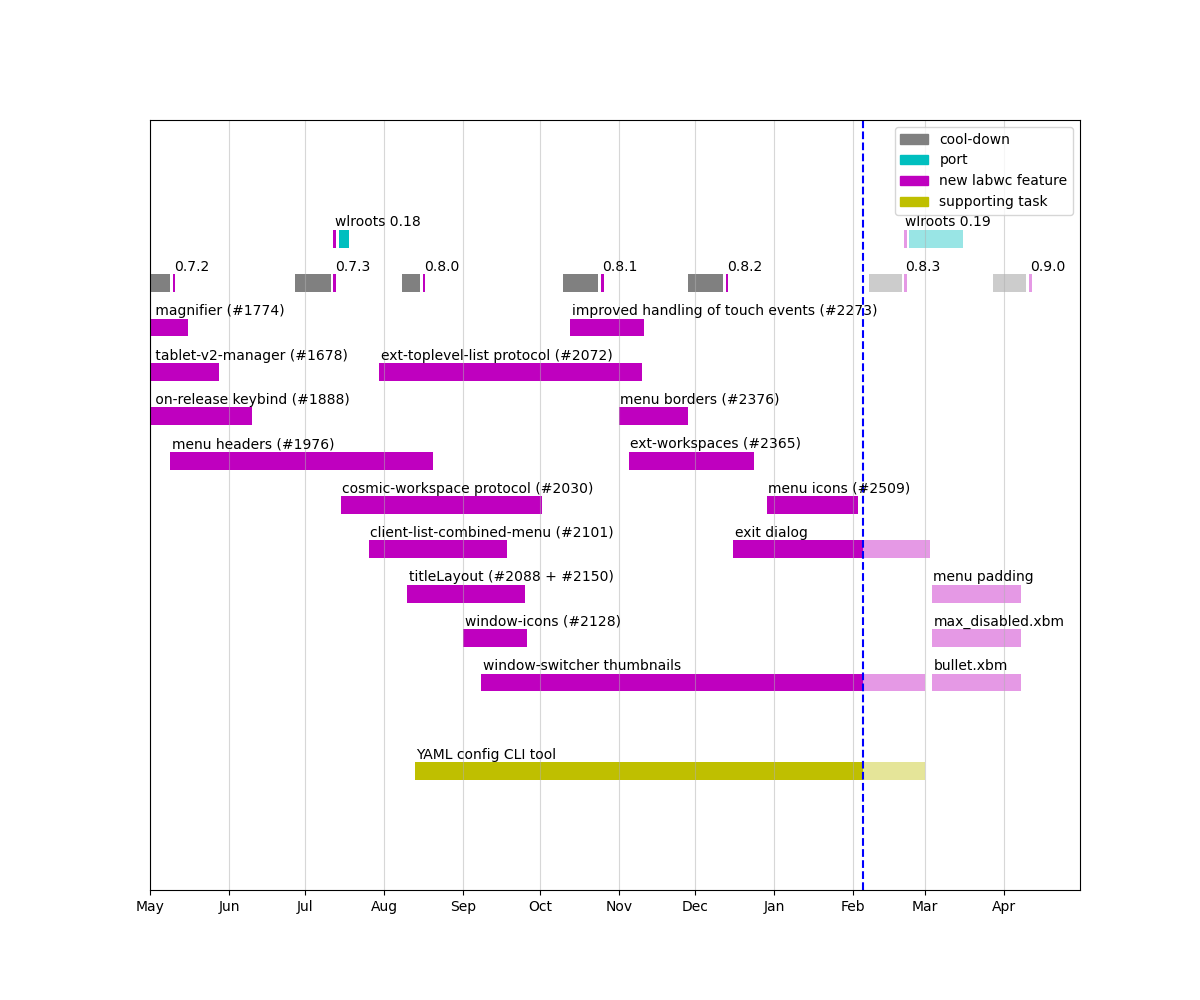 cool-down
port
new labwc feature
supporting task
wlroots 0.18
wlroots 0.19
0.7.2
0.7.3
0.8.0
0.8.1
0.8.2
0.8.3
0.9.0
magnifier (#1774)
improved handling of touch events (#2273)
tablet-v2-manager (#1678)
ext-toplevel-list protocol (#2072)
on-release keybind (#1888)
menu borders (#2376)
menu headers (#1976)
ext-workspaces (#2365)
cosmic-workspace protocol (#2030)
menu icons (#2509)
client-list-combined-menu (#2101)
exit dialog
titleLayout (#2088 + #2150)
menu padding
window-icons (#2128)
max_disabled.xbm
window-switcher thumbnails
bullet.xbm
YAML config CLI tool
May
Jun
Jul
Aug
Sep
Oct
Nov
Dec
Jan
Feb
Mar
Apr